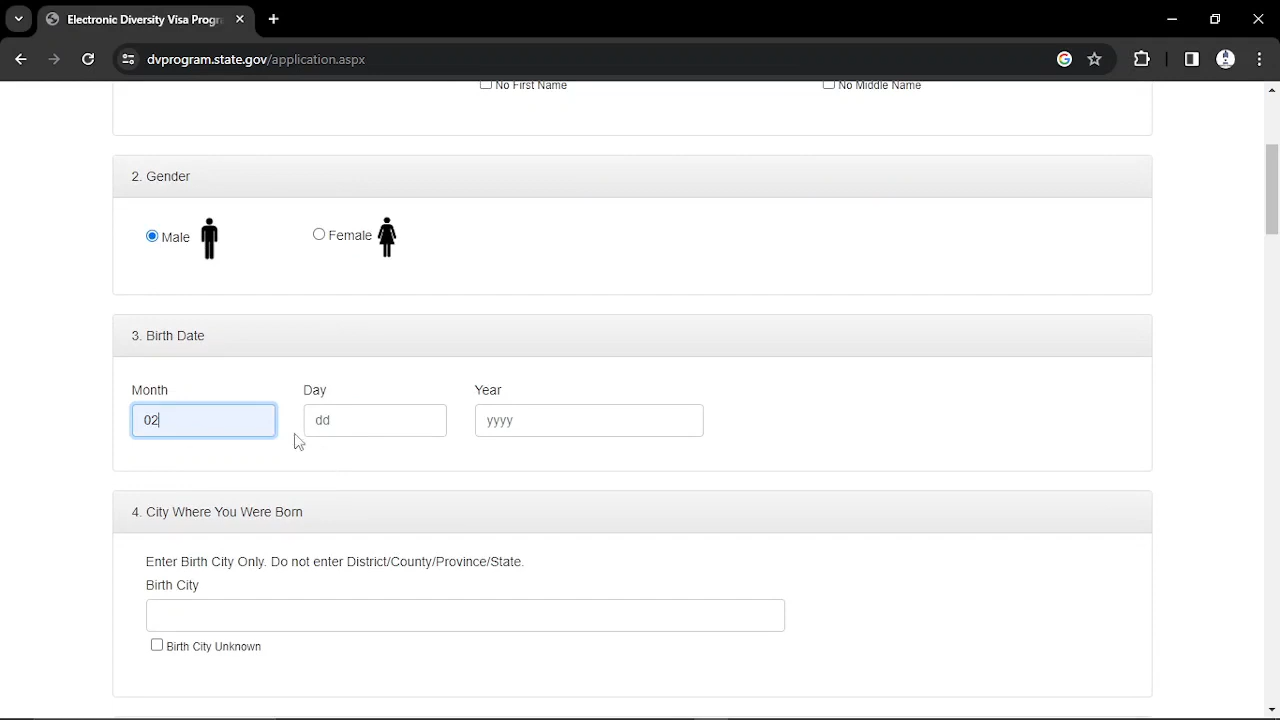 Electronic Diversity Visa Progr
dvprogram.state.gov/application.aspx
No First Name
No Middle Name
2. Gender
Male
Female
3. Birth Date
Month
Day
Year
02
dd
yyyy
4. City Where You Were Born
Enter Birth City Only. Do not enter District/County/Province/State.
Birth City
Birth City Unknown